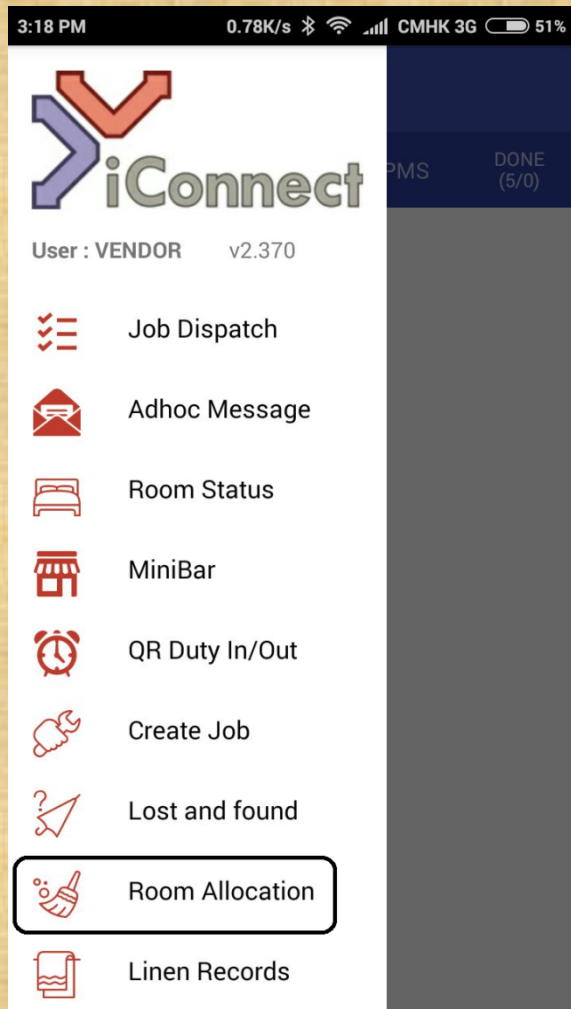 3:18 PM 0.78K/s CMHK 3G 51%
iConnect
PMS DONE
(5/0)
User : VENDOR v2.370
Job Dispatch
Adhoc Message
Room Status
MiniBar
QR Duty In/Out
Create Job
Lost and found
Room Allocation
Linen Records